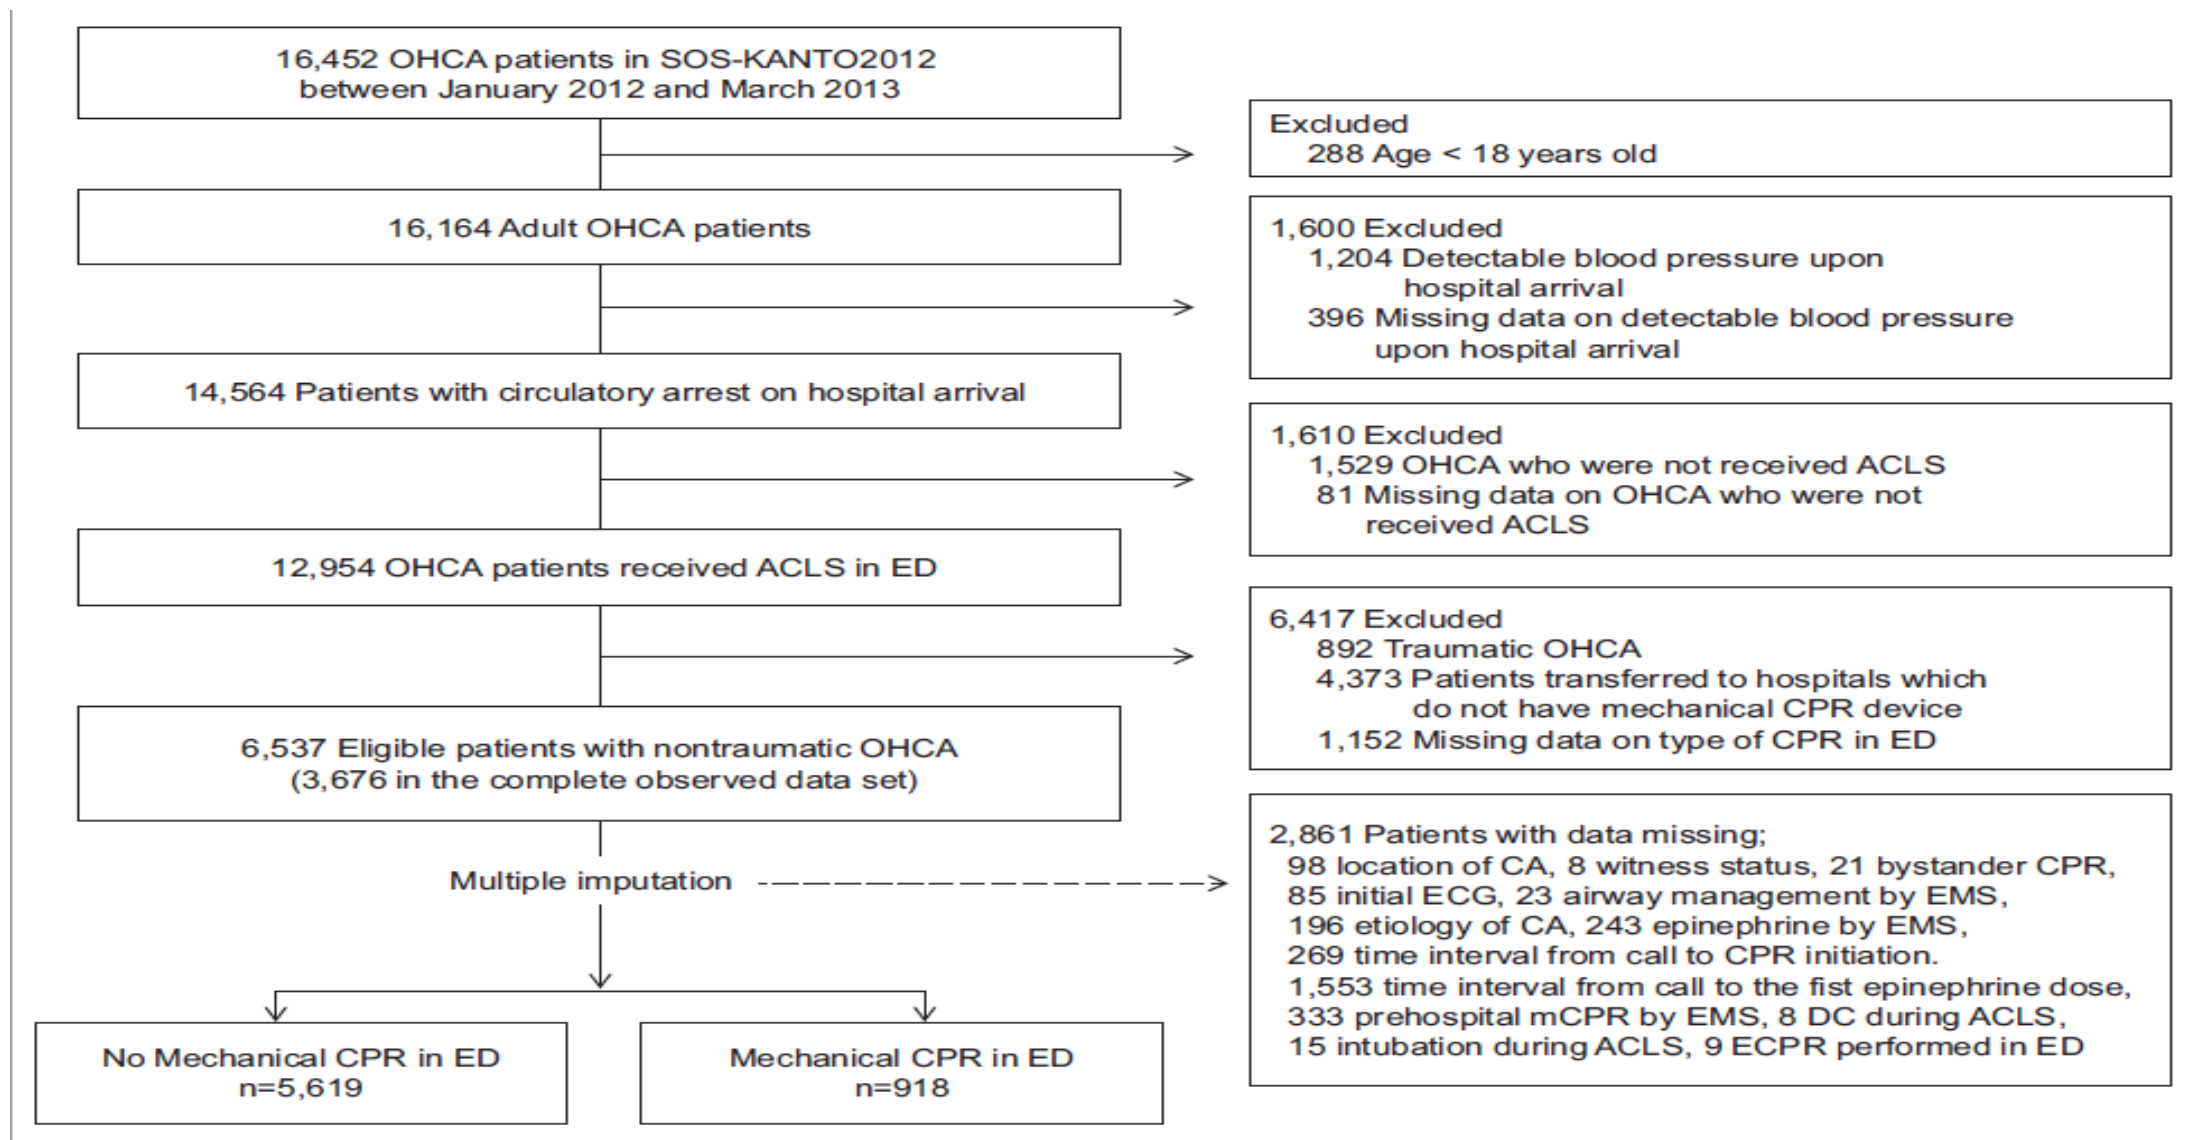 16,452 OHCA patients in SOS-KANTO2012
between January 2012 and March 2013
Excluded
288 Age < 18 years old
16,164 Adult OHCA patients
1,600 Excluded
1,204 Detectable blood pressure upon
hospital arrival
396 Missing data on detectable blood pressure
upon hospital arrival
14,564 Patients with circulatory arrest on hospital arrival
1,610 Excluded
1,529 OHCA who were not received ACLS
81 Missing data on OHCA who were not
received ACLS
12,954 OHCA patients received ACLS in ED
6,417 Excluded
892 Traumatic OHCA
4,373 Patients transferred to hospitals which
do not have mechanical CPR device
1,152 Missing data on type of CPR in ED
6,537 Eligible patients with nontraumatic OHCA
(3,676 in the complete observed data set)
Multiple imputation
2,861 Patients with data missing;
98 location of CA, 8 witness status, 21 bystander CPR,
85 initial ECG, 23 airway management by EMS,
196 etiology of CA, 243 epinephrine by EMS,
269 time interval from call to CPR initiation.
1,553 time interval from call to the fist epinephrine dose,
333 prehospital mCPR by EMS, 8 DC during ACLS,
15 intubation during ACLS, 9 ECPR performed in ED
No Mechanical CPR in ED
n=5,619
Mechanical CPR in ED
n=918